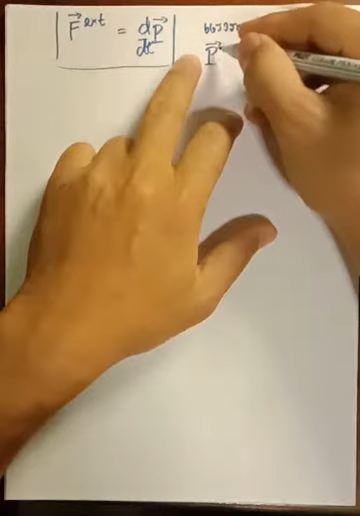 F⃗ ext = dp⃗/dt
P⃗